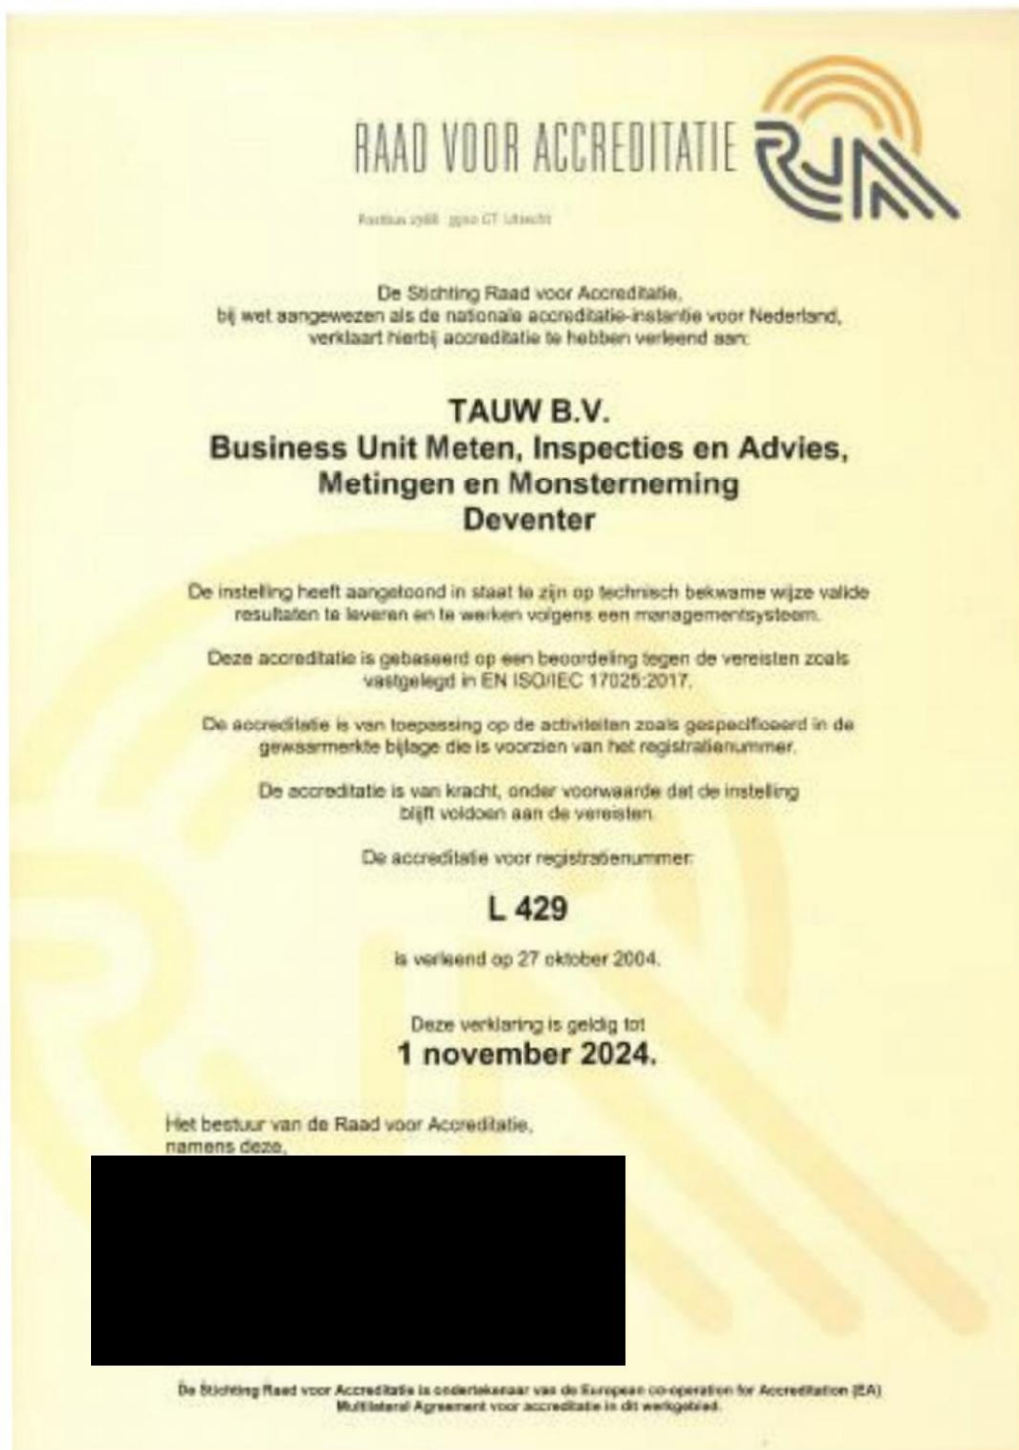 RAAD VOOR ACCREDITATIE
RvA
Postbus 2768 3500 GT Utrecht
De Stichting Raad voor Accreditatie,
bij wet aangewezen als de nationale accreditatie-instantie voor Nederland,
verklaart hierbij accreditatie te hebben verleend aan:
TAUW B.V.
Business Unit Meten, Inspecties en Advies,
Metingen en Monsterneming
Deventer
De instelling heeft aangetoond in staat te zijn op technisch bekwame wijze valide
resultaten te leveren en te werken volgens een managementsysteem.
Deze accreditatie is gebaseerd op een beoordeling tegen de vereisten zoals
vastgelegd in EN ISO/IEC 17025:2017.
De accreditatie is van toepassing op de activiteiten zoals gespecificeerd in de
gewaarmerkte bijlage die is voorzien van het registratienummer.
De accreditatie is van kracht, onder voorwaarde dat de instelling
blijft voldoen aan de vereisten.
De accreditatie voor registratienummer:
L 429
is verleend op 27 oktober 2004.
Deze verklaring is geldig tot
1 november 2024.
Het bestuur van de Raad voor Accreditatie,
namens deze,
De Stichting Raad voor Accreditatie is ondertekenaar van de European co-operation for Accreditation (EA)
Multilateral Agreement voor accreditatie in dit werkgebied.